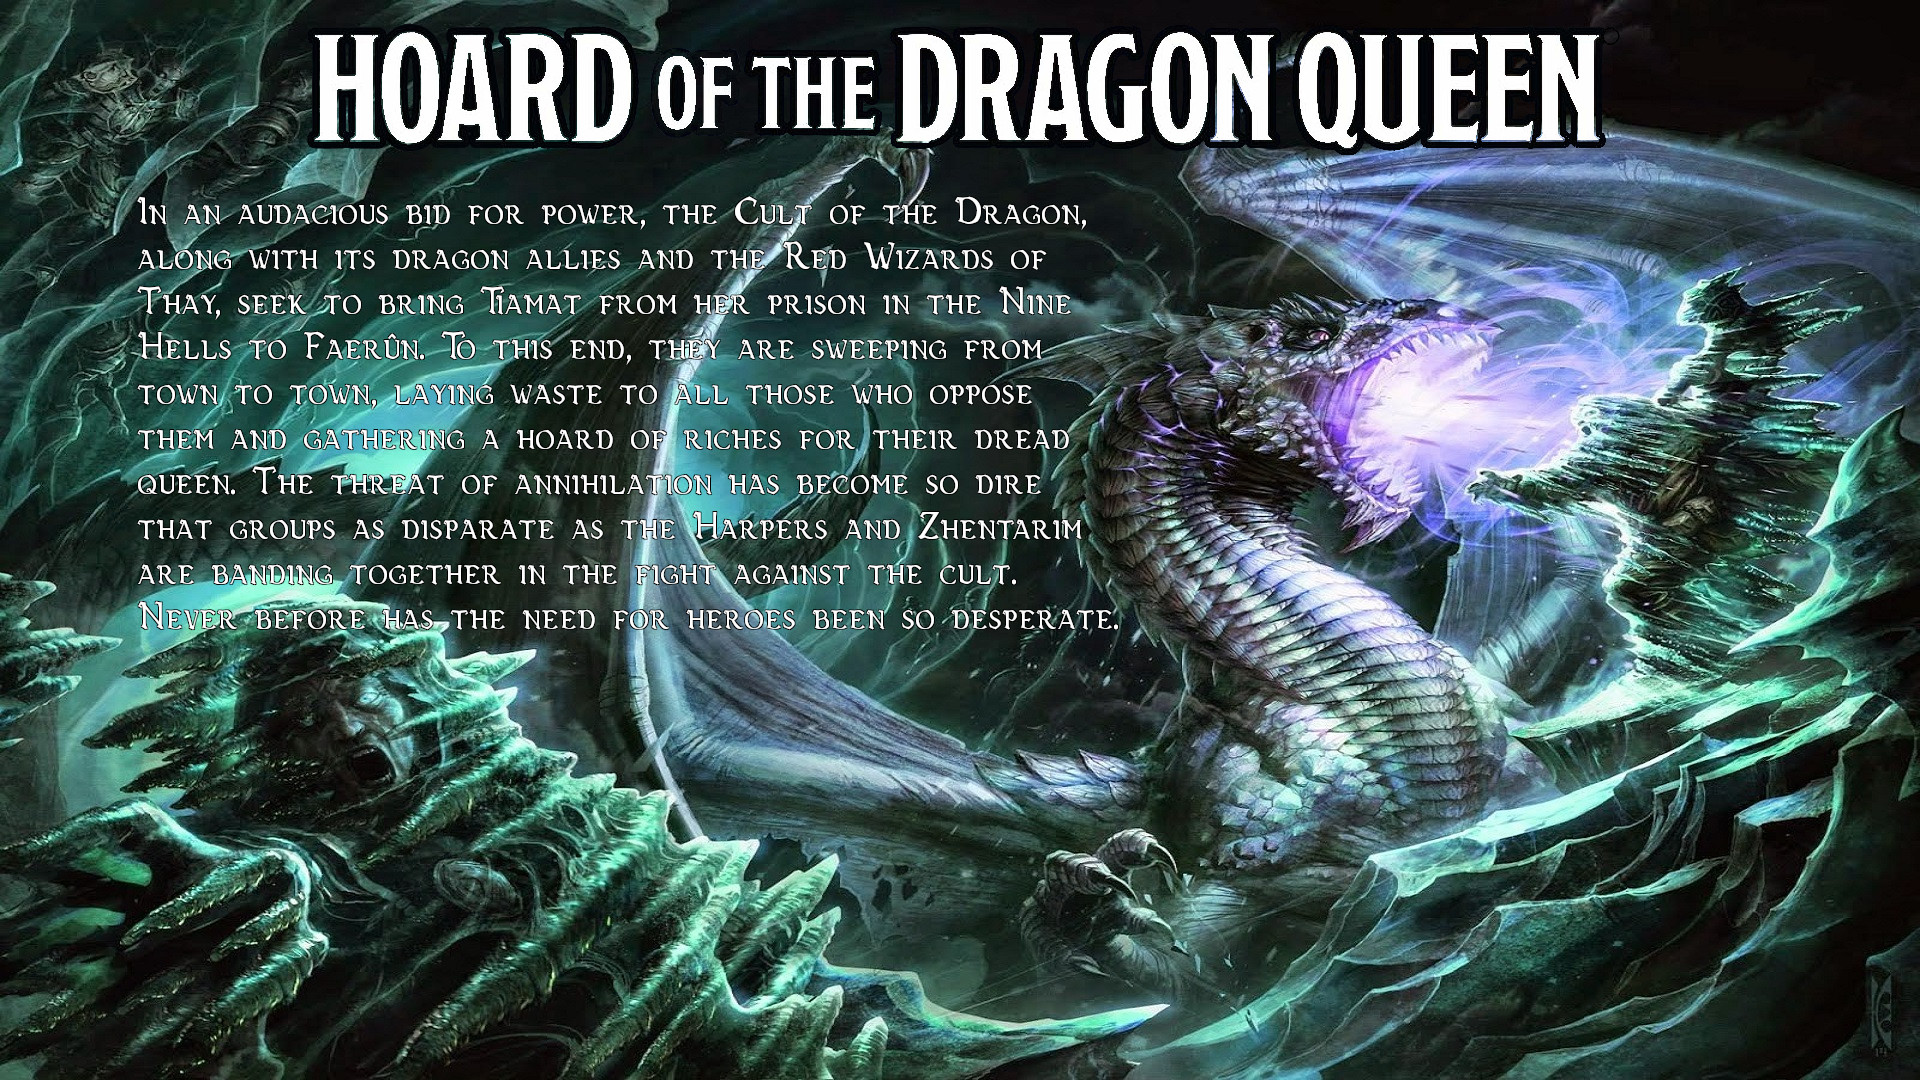 HOARD OF THE DRAGON QUEEN
In an audacious bid for power, the Cult of the Dragon,
along with its dragon allies and the Red Wizards of
Thay, seek to bring Tiamat from her prison in the Nine
Hells to Faerûn. To this end, they are sweeping from
town to town, laying waste to all those who oppose
them and gathering a hoard of riches for their dread
queen. The threat of annihilation has become so dire
that groups as disparate as the Harpers and Zhentarim
are banding together in the fight against the cult.
Never before has the need for heroes been so desperate.